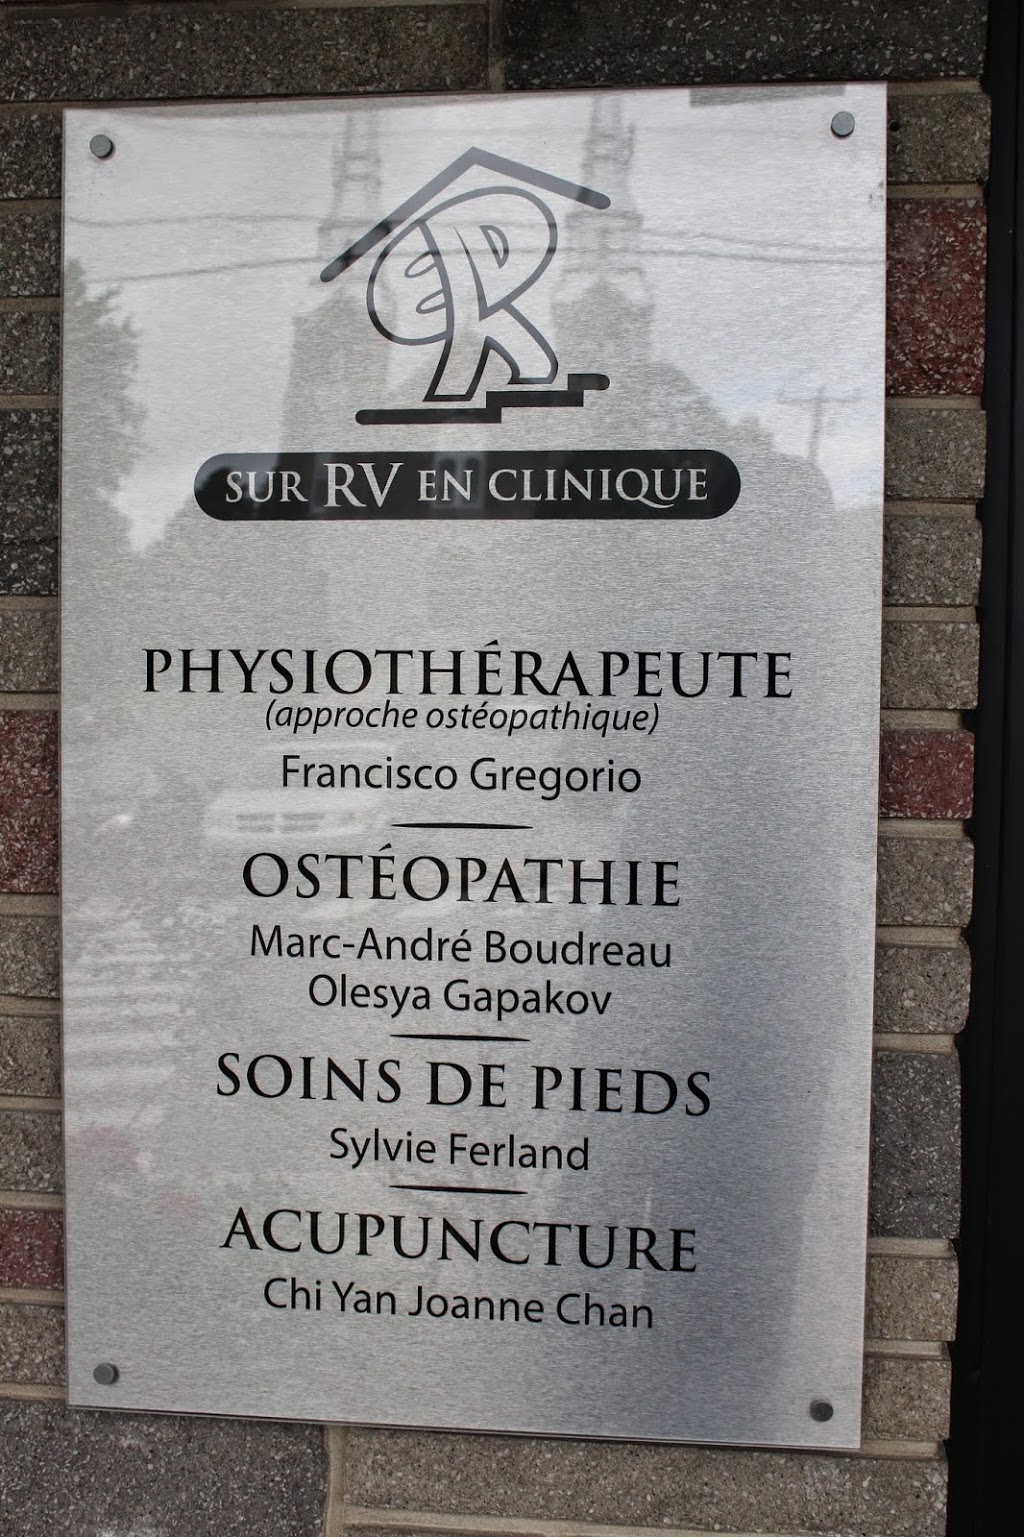 SUR RV EN CLINIQUE
PHYSIOTHÉRAPEUTE
(approche ostéopathique)
Francisco Gregorio
OSTÉOPATHIE
Marc-André Boudreau
Olesya Gapakov
SOINS DE PIEDS
Sylvie Ferland
ACUPUNCTURE
Chi Yan Joanne Chan